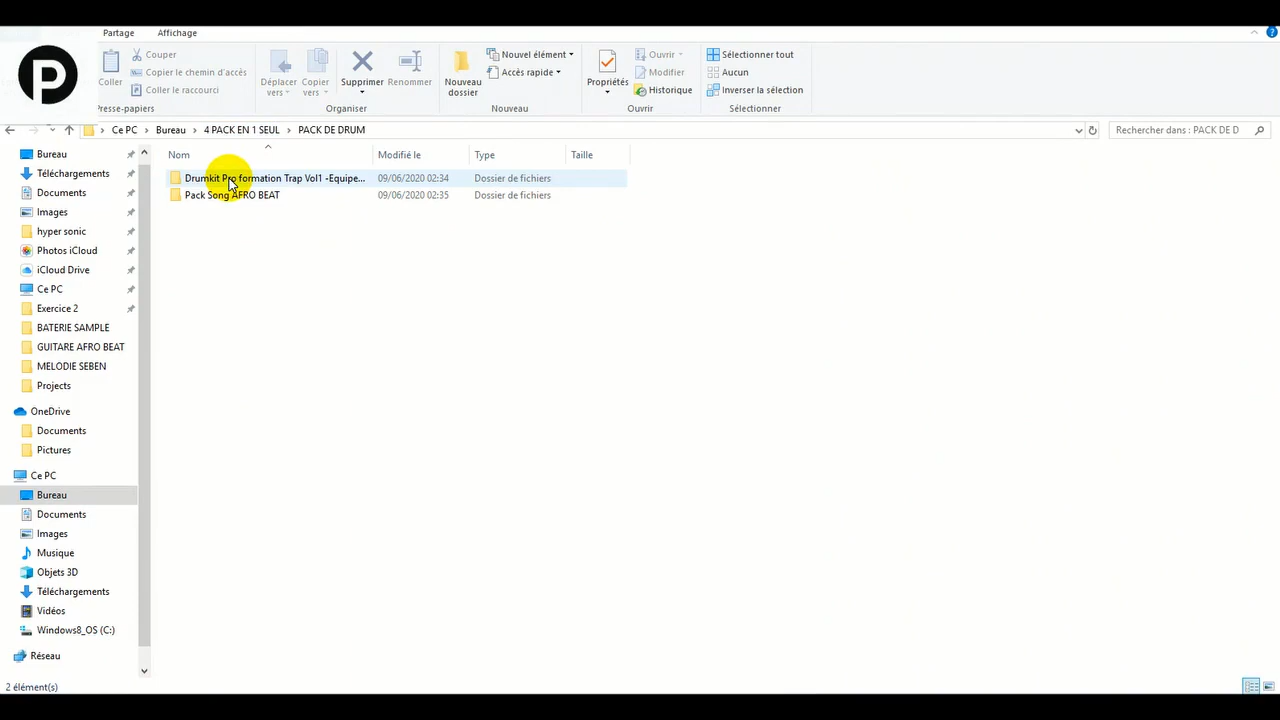 Partage Affichage
P
Coller
Couper
Copier le chemin d'accès
Coller le raccourci
Presse-papiers
Déplacer vers
Copier vers
Supprimer
Renommer
Organiser
Nouveau dossier
Nouvel élément
Accès rapide
Nouveau
Propriétés
Ouvrir
Modifier
Historique
Ouvrir
Sélectionner tout
Aucun
Inverser la sélection
Sélectionner
Ce PC > Bureau > 4 PACK EN 1 SEUL > PACK DE DRUM
Rechercher dans : PACK DE D
Nom Modifié le Type Taille
Drumkit Pro formation Trap Vol1 -Equipe... 09/06/2020 02:34 Dossier de fichiers
Pack Song AFRO BEAT 09/06/2020 02:35 Dossier de fichiers
Bureau
Téléchargements
Documents
Images
hyper sonic
Photos iCloud
iCloud Drive
Ce PC
Exercice 2
BATERIE SAMPLE
GUITARE AFRO BEAT
MELODIE SEBEN
Projects
OneDrive
Documents
Pictures
Ce PC
Bureau
Documents
Images
Musique
Objets 3D
Téléchargements
Vidéos
Windows8_OS (C:)
Réseau
2 élément(s)